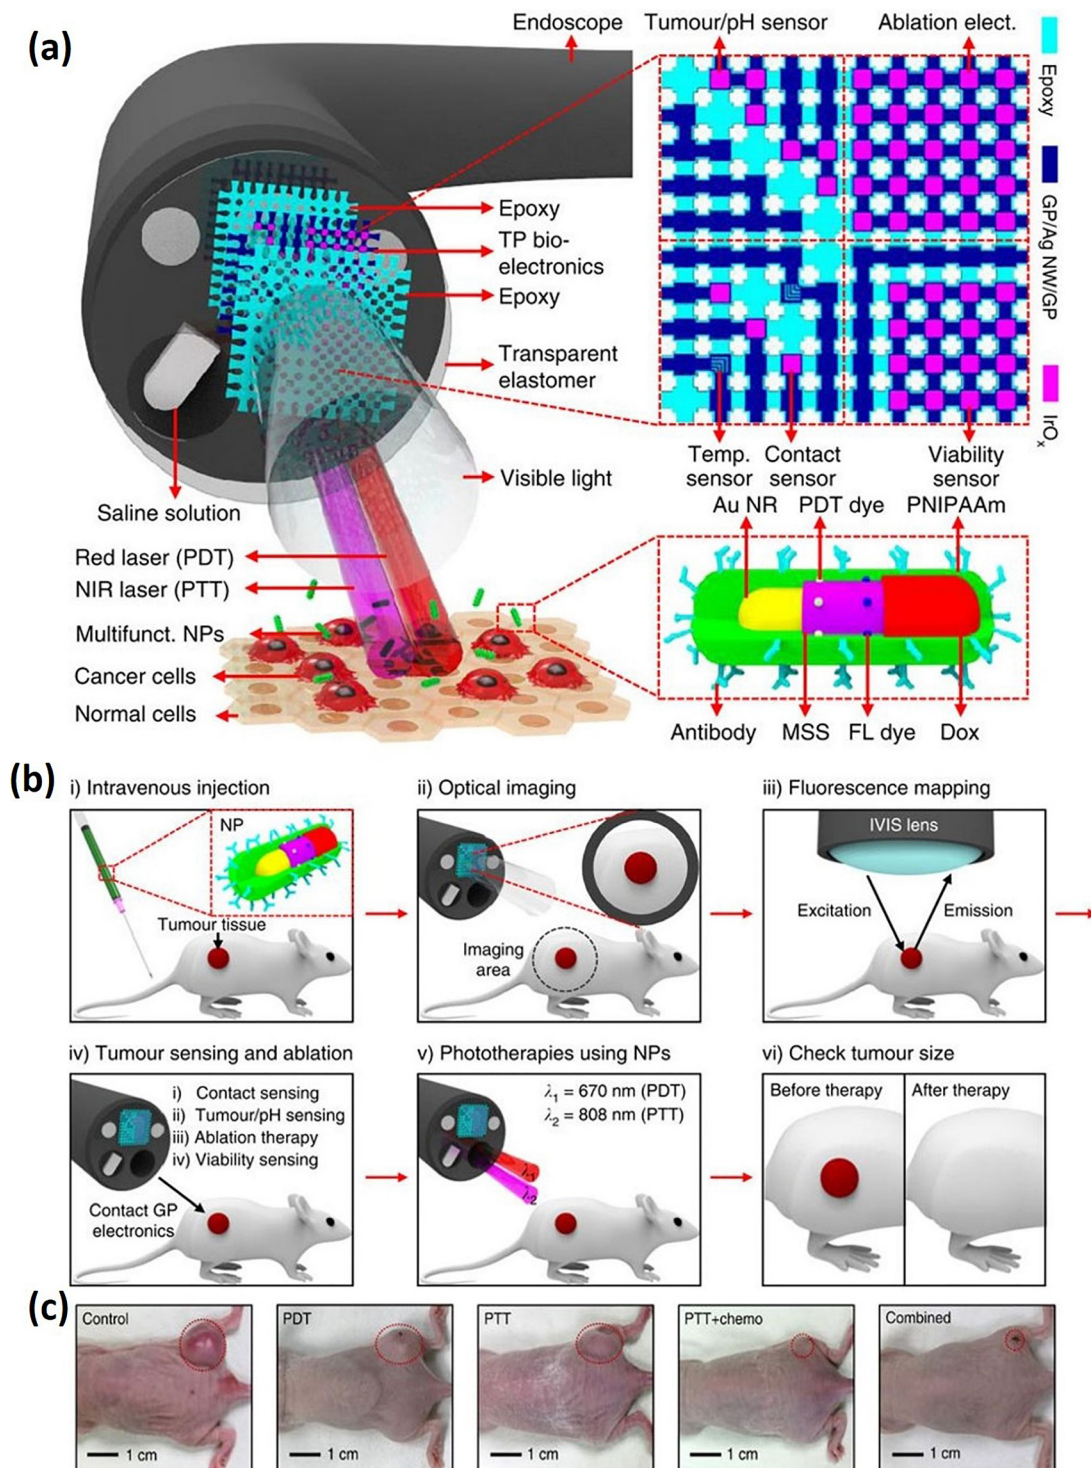 (a)
Endoscope
Tumour/pH sensor
Ablation elect.
Epoxy
GP/Ag NW/GP
IrOx
Epoxy
TP bio-
electronics
Epoxy
Transparent
elastomer
Visible light
Saline solution
Red laser (PDT)
NIR laser (PTT)
Multifunct. NPs
Cancer cells
Normal cells
Temp.
sensor
Contact
sensor
Viability
sensor
Au NR
PDT dye
PNIPAAm
Antibody
MSS
FL dye
Dox
(b)
i) Intravenous injection
NP
Tumour tissue
ii) Optical imaging
Imaging
area
iii) Fluorescence mapping
IVIS lens
Excitation
Emission
iv) Tumour sensing and ablation
i) Contact sensing
ii) Tumour/pH sensing
iii) Ablation therapy
iv) Viability sensing
Contact GP
electronics
v) Phototherapies using NPs
λ1 = 670 nm (PDT)
λ2 = 808 nm (PTT)
λ1
λ2
vi) Check tumour size
Before therapy
After therapy
(c)
Control
1 cm
PDT
1 cm
PTT
1 cm
PTT+chemo
1 cm
Combined
1 cm